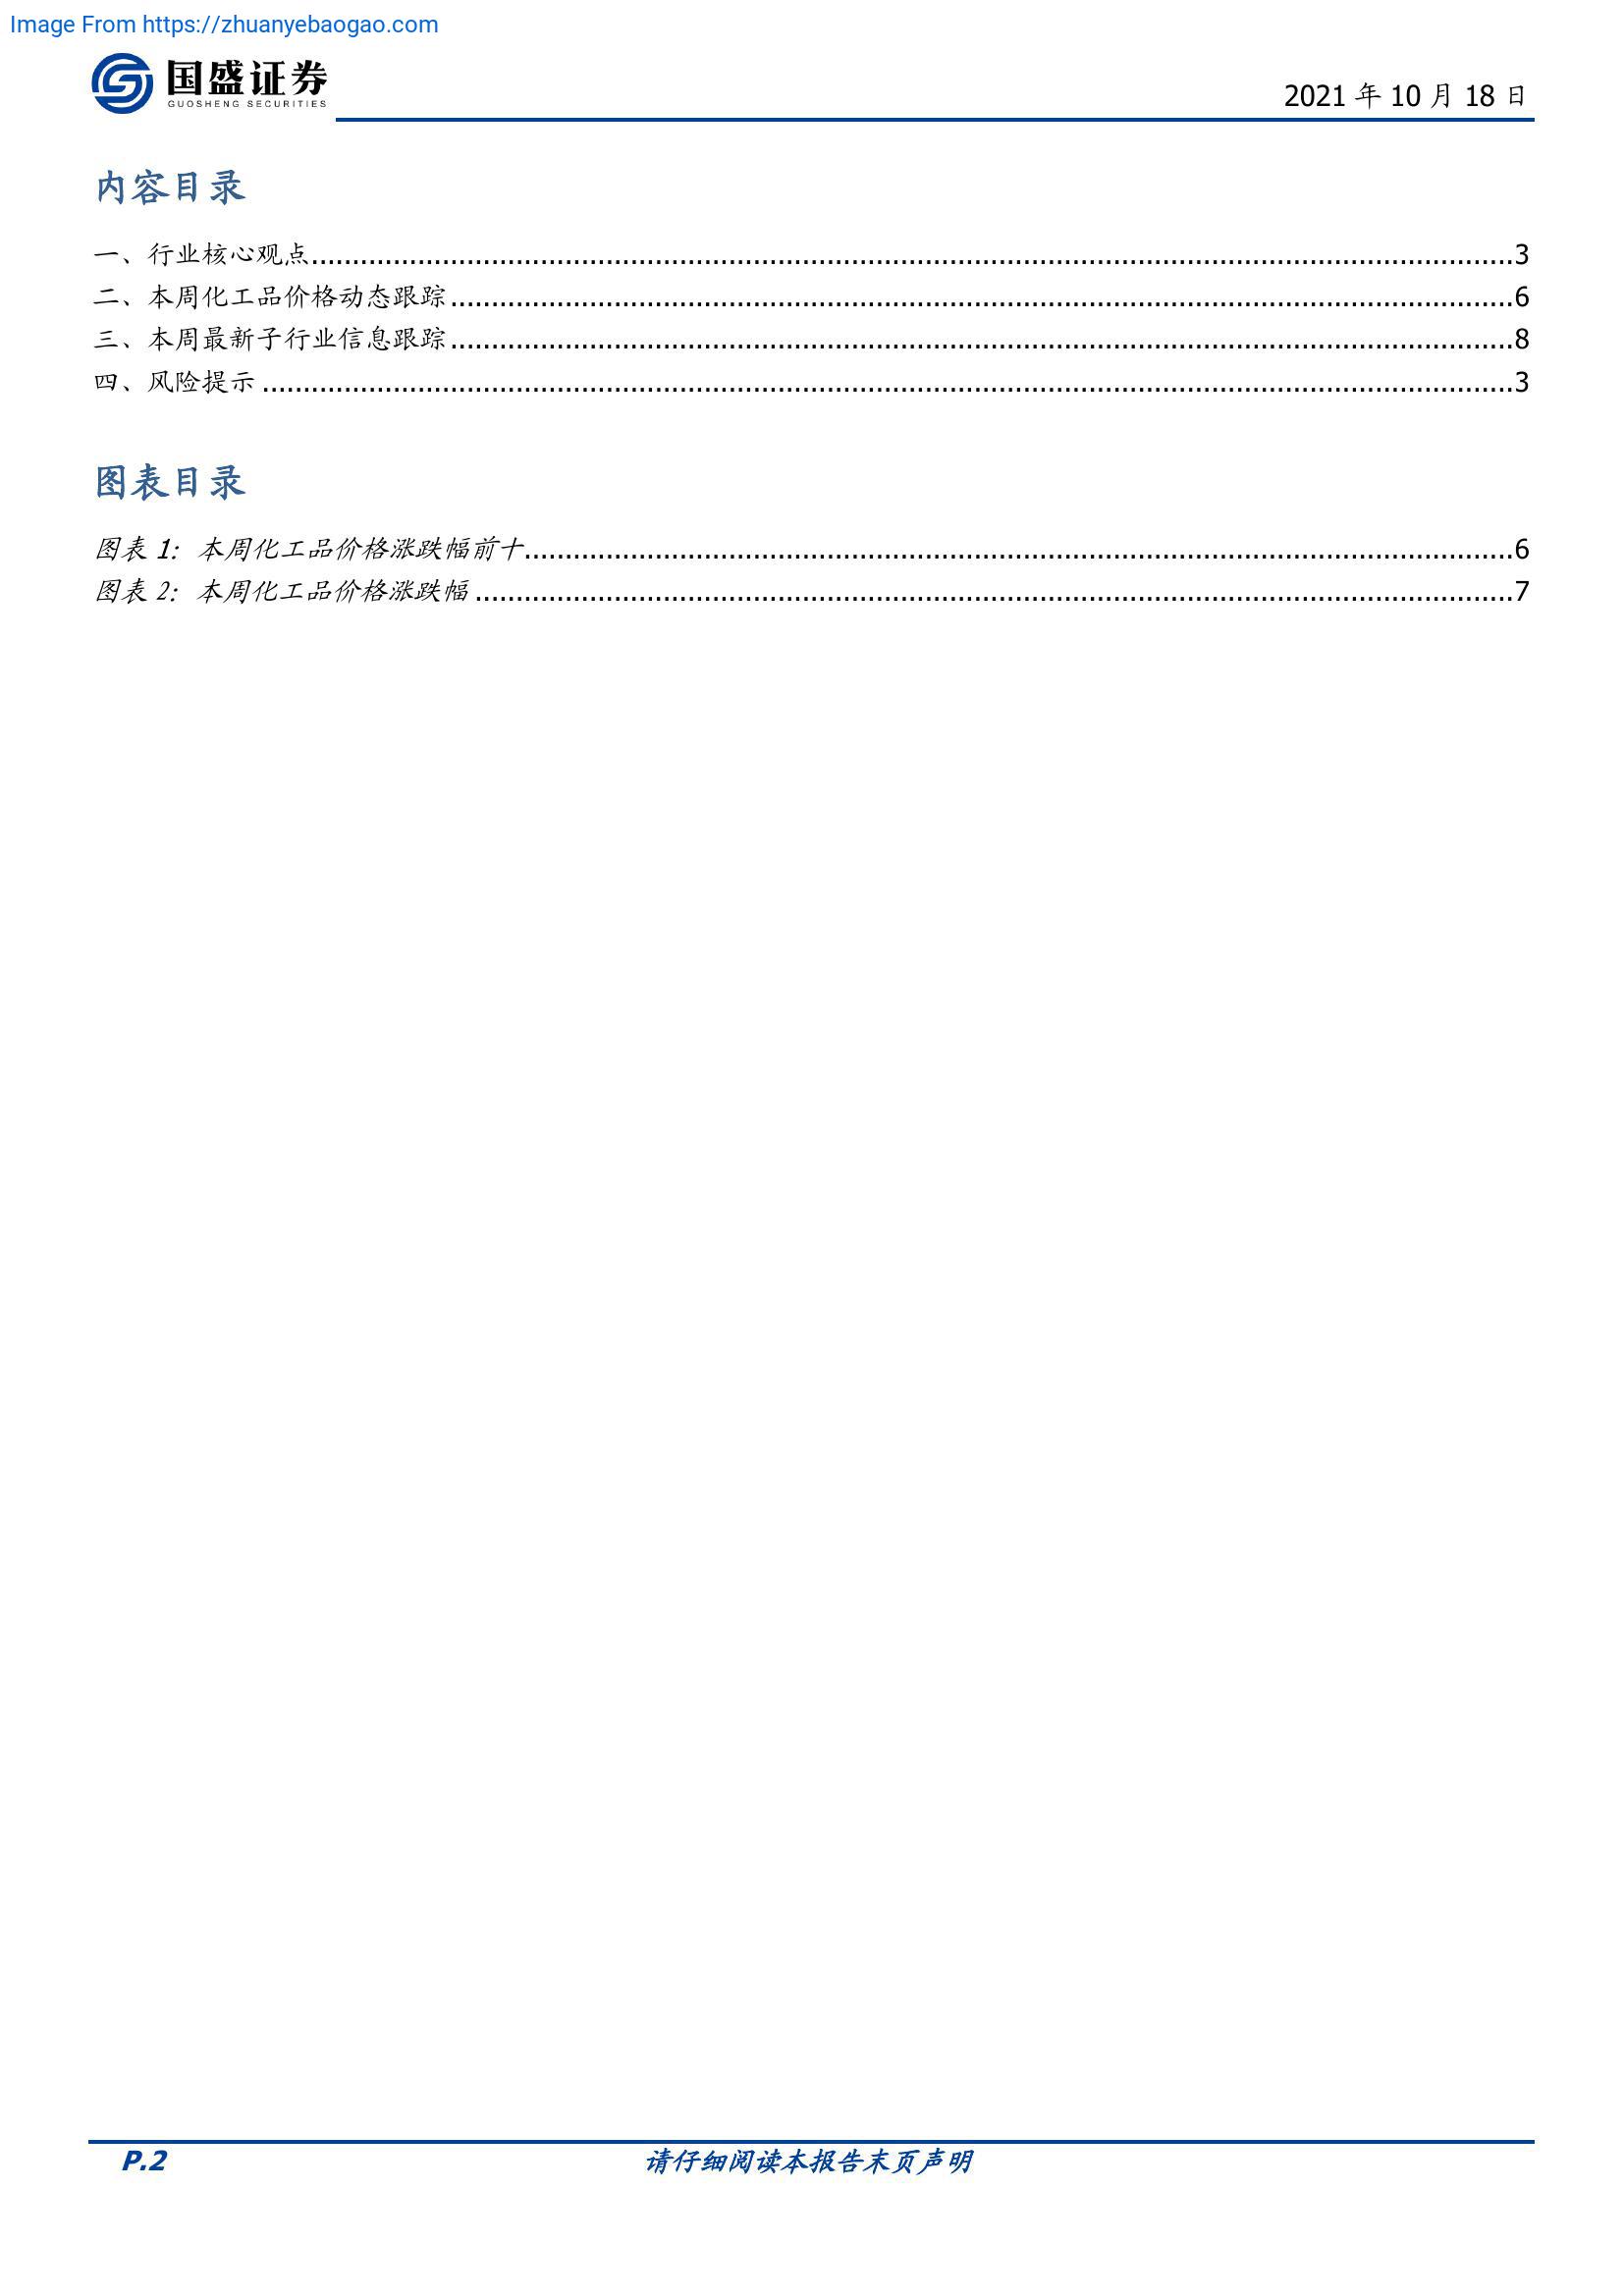 Image From https://zhuanyebaogao.com
国盛证券
GUOSHENG SECURITIES
2021 年 10 月 18 日
内容目录
一、行业核心观点........................................................................................................3
二、本周化工品价格动态跟踪........................................................................................6
三、本周最新子行业信息跟踪........................................................................................8
四、风险提示........................................................................................................3
图表目录
图表 1：本周化工品价格涨跌幅前十................................................................................6
图表 2：本周化工品价格涨跌幅........................................................................................7
P.2
请仔细阅读本报告末页声明